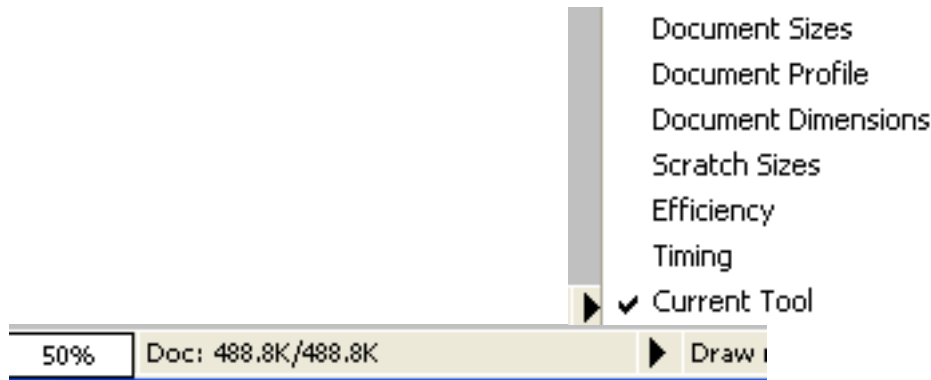 Document Sizes
Document Profile
Document Dimensions
Scratch Sizes
Efficiency
Timing
Current Tool
50% Doc: 488.8K/488.8K Draw